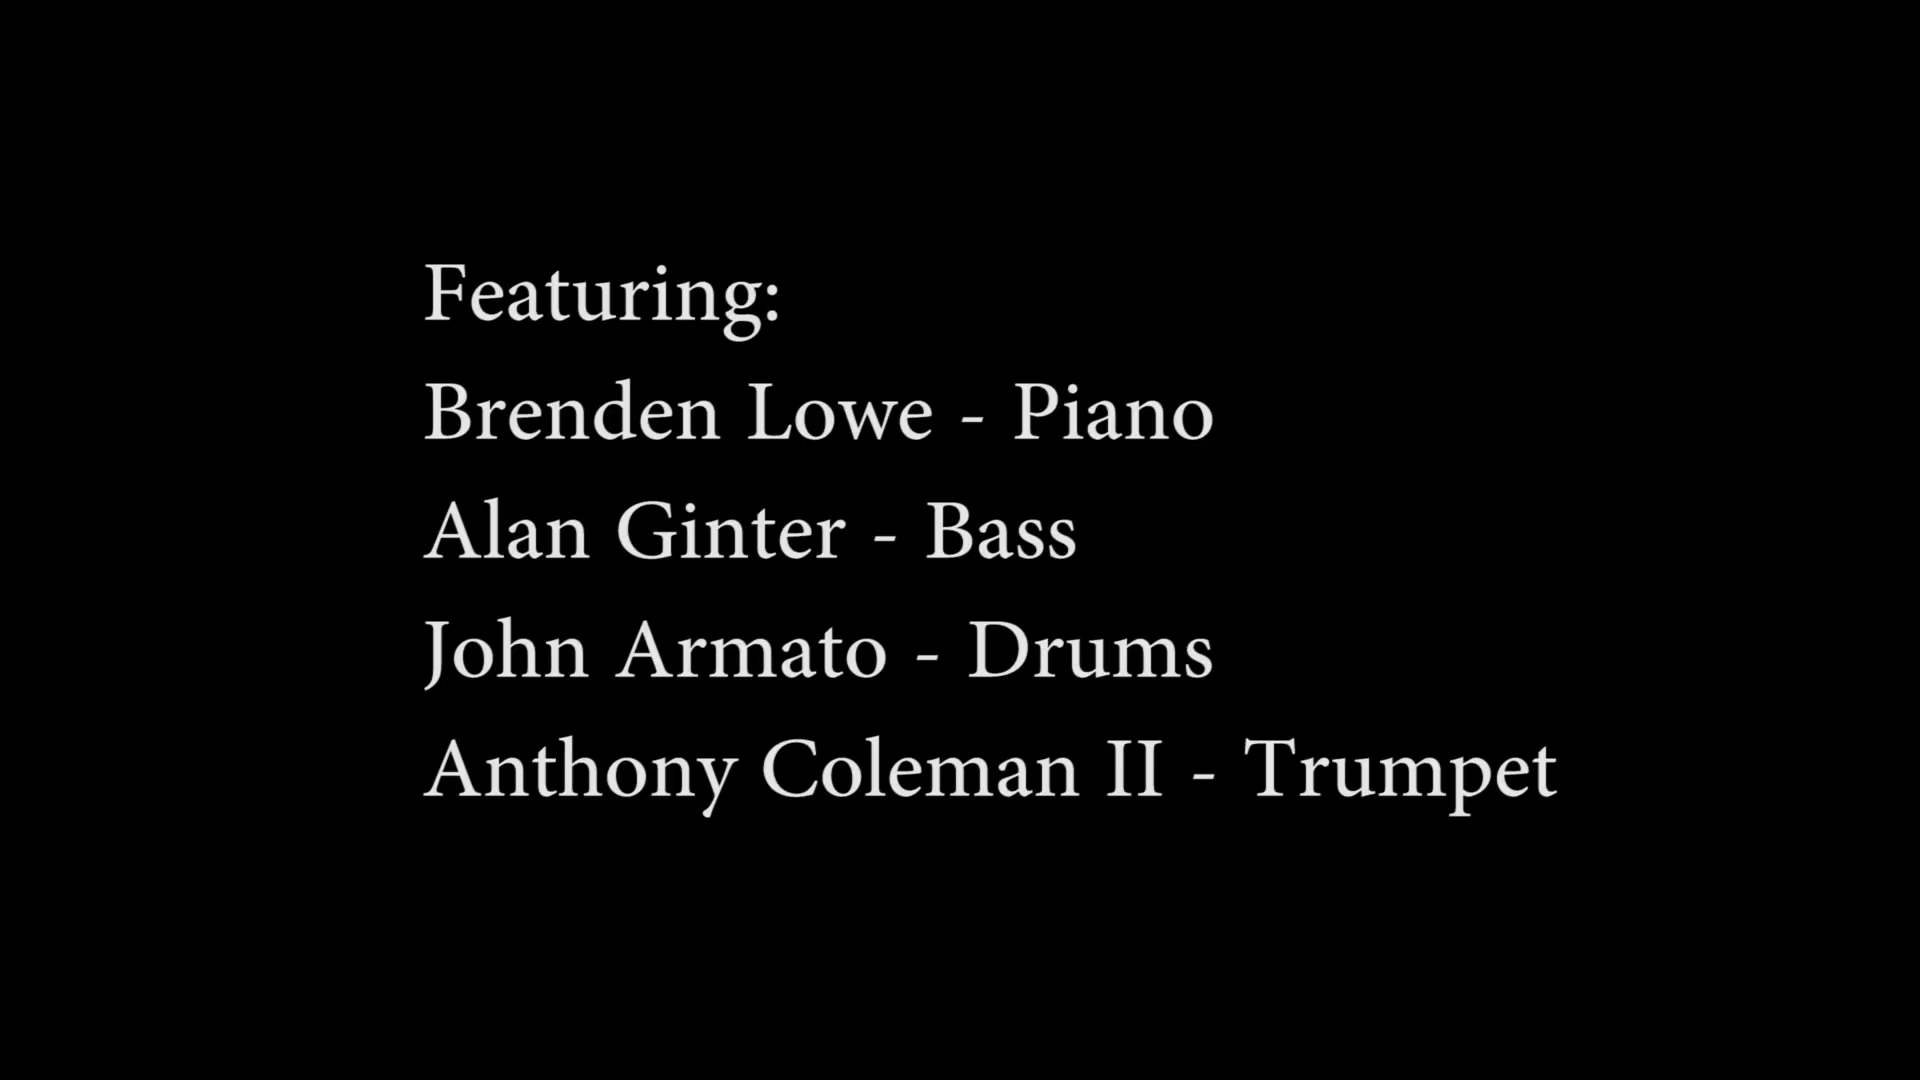 Featuring:
Brenden Lowe - Piano
Alan Ginter - Bass
John Armato - Drums
Anthony Coleman II - Trumpet